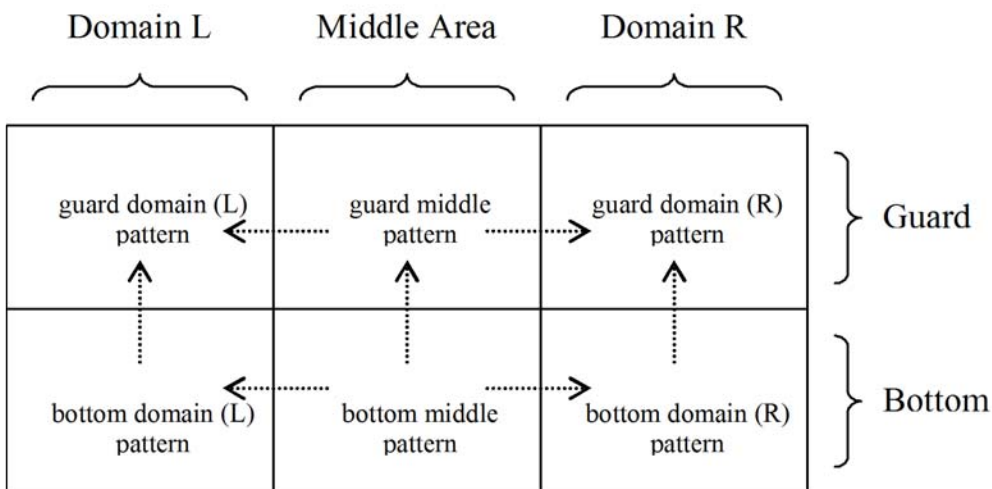 Domain L
Middle Area
Domain R
guard domain (L)
pattern
guard middle
pattern
guard domain (R)
pattern
Guard
bottom domain (L)
pattern
bottom middle
pattern
bottom domain (R)
pattern
Bottom